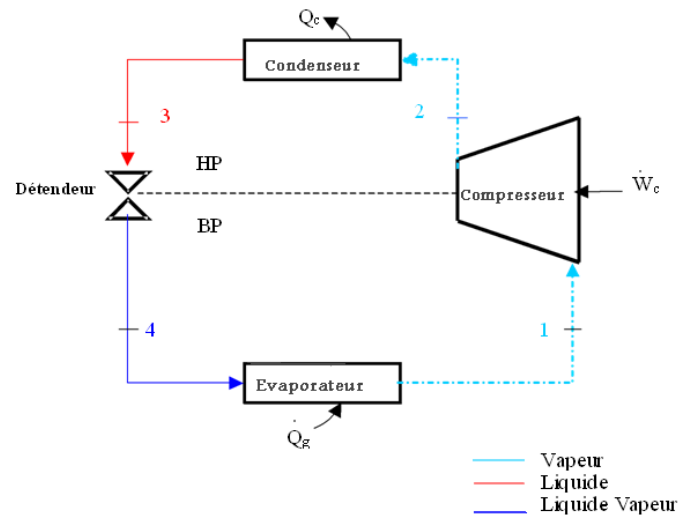 Qc
Condenseur
3
2
HP
Détendeur
Compresseur
Ẇc
BP
4
1
Evaporateur
Q̇g
Vapeur
Liquide
Liquide Vapeur